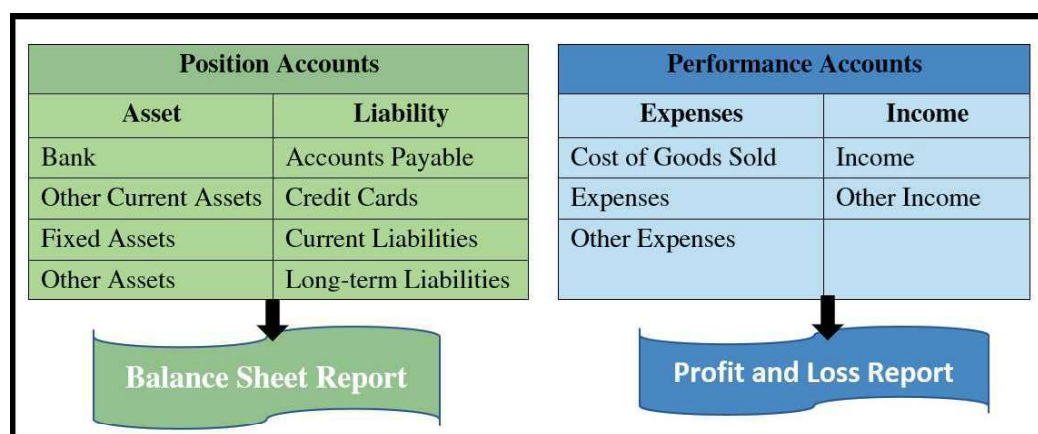 Position Accounts
Asset Liability
Bank Accounts Payable
Other Current Assets Credit Cards
Fixed Assets Current Liabilities
Other Assets Long-term Liabilities
Balance Sheet Report
Performance Accounts
Expenses Income
Cost of Goods Sold Income
Expenses Other Income
Other Expenses
Profit and Loss Report